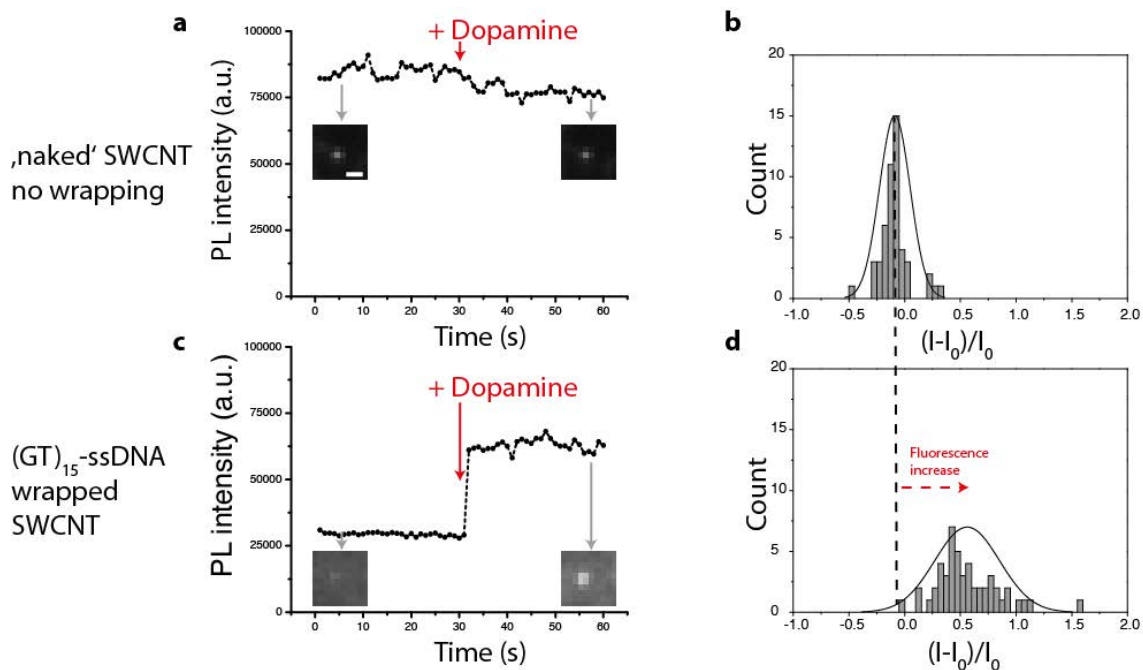 a
+ Dopamine
100000
75000
50000
25000
0
PL intensity (a.u.)
0 10 20 30 40 50 60
Time (s)
‚naked‘ SWCNT
no wrapping
b
20
15
10
5
0
Count
-1.0 -0.5 0.0 0.5 1.0 1.5 2.0
(I-I₀)/I₀
c
+ Dopamine
100000
75000
50000
25000
0
PL intensity (a.u.)
0 10 20 30 40 50 60
Time (s)
(GT)₁₅-ssDNA
wrapped
SWCNT
d
Fluorescence
increase
20
15
10
5
0
Count
-1.0 -0.5 0.0 0.5 1.0 1.5 2.0
(I-I₀)/I₀